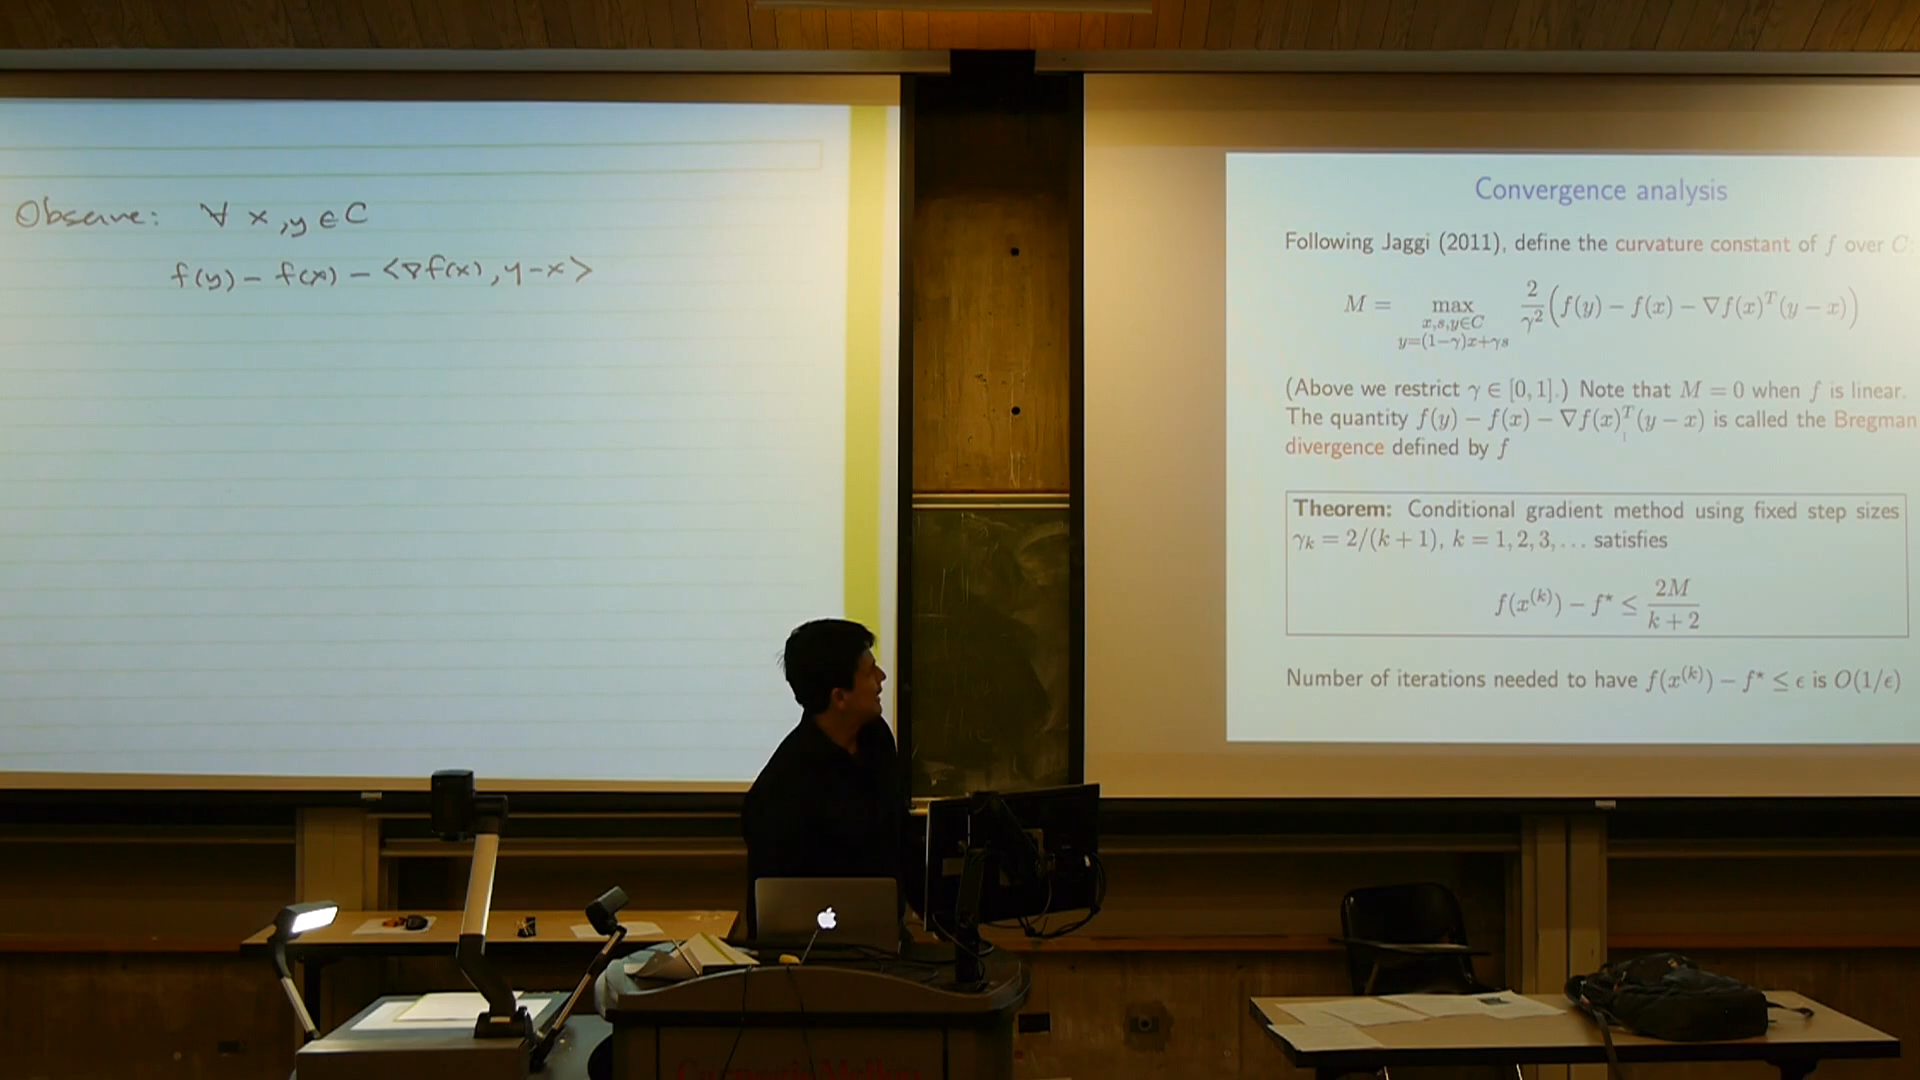 Observe: ∀ x,y ∈ C
f(y) − f(x) − <∇f(x), y−x>
Convergence analysis
Following Jaggi (2011), define the curvature constant of f over C:
M = max 2/γ² (f(y) − f(x) − ∇f(x)ᵀ(y − x))
x,s,y∈C
y=(1−γ)x+γs
(Above we restrict γ ∈ [0, 1].) Note that M = 0 when f is linear.
The quantity f(y) − f(x) − ∇f(x)ᵀ(y − x) is called the Bregman
divergence defined by f
Theorem: Conditional gradient method using fixed step sizes
γₖ = 2/(k + 1), k = 1, 2, 3, . . . satisfies
f(x⁽ᵏ⁾) − f⋆ ≤ 2M/(k + 2)
Number of iterations needed to have f(x⁽ᵏ⁾) − f⋆ ≤ ϵ is O(1/ϵ)
Carnegie Mellon